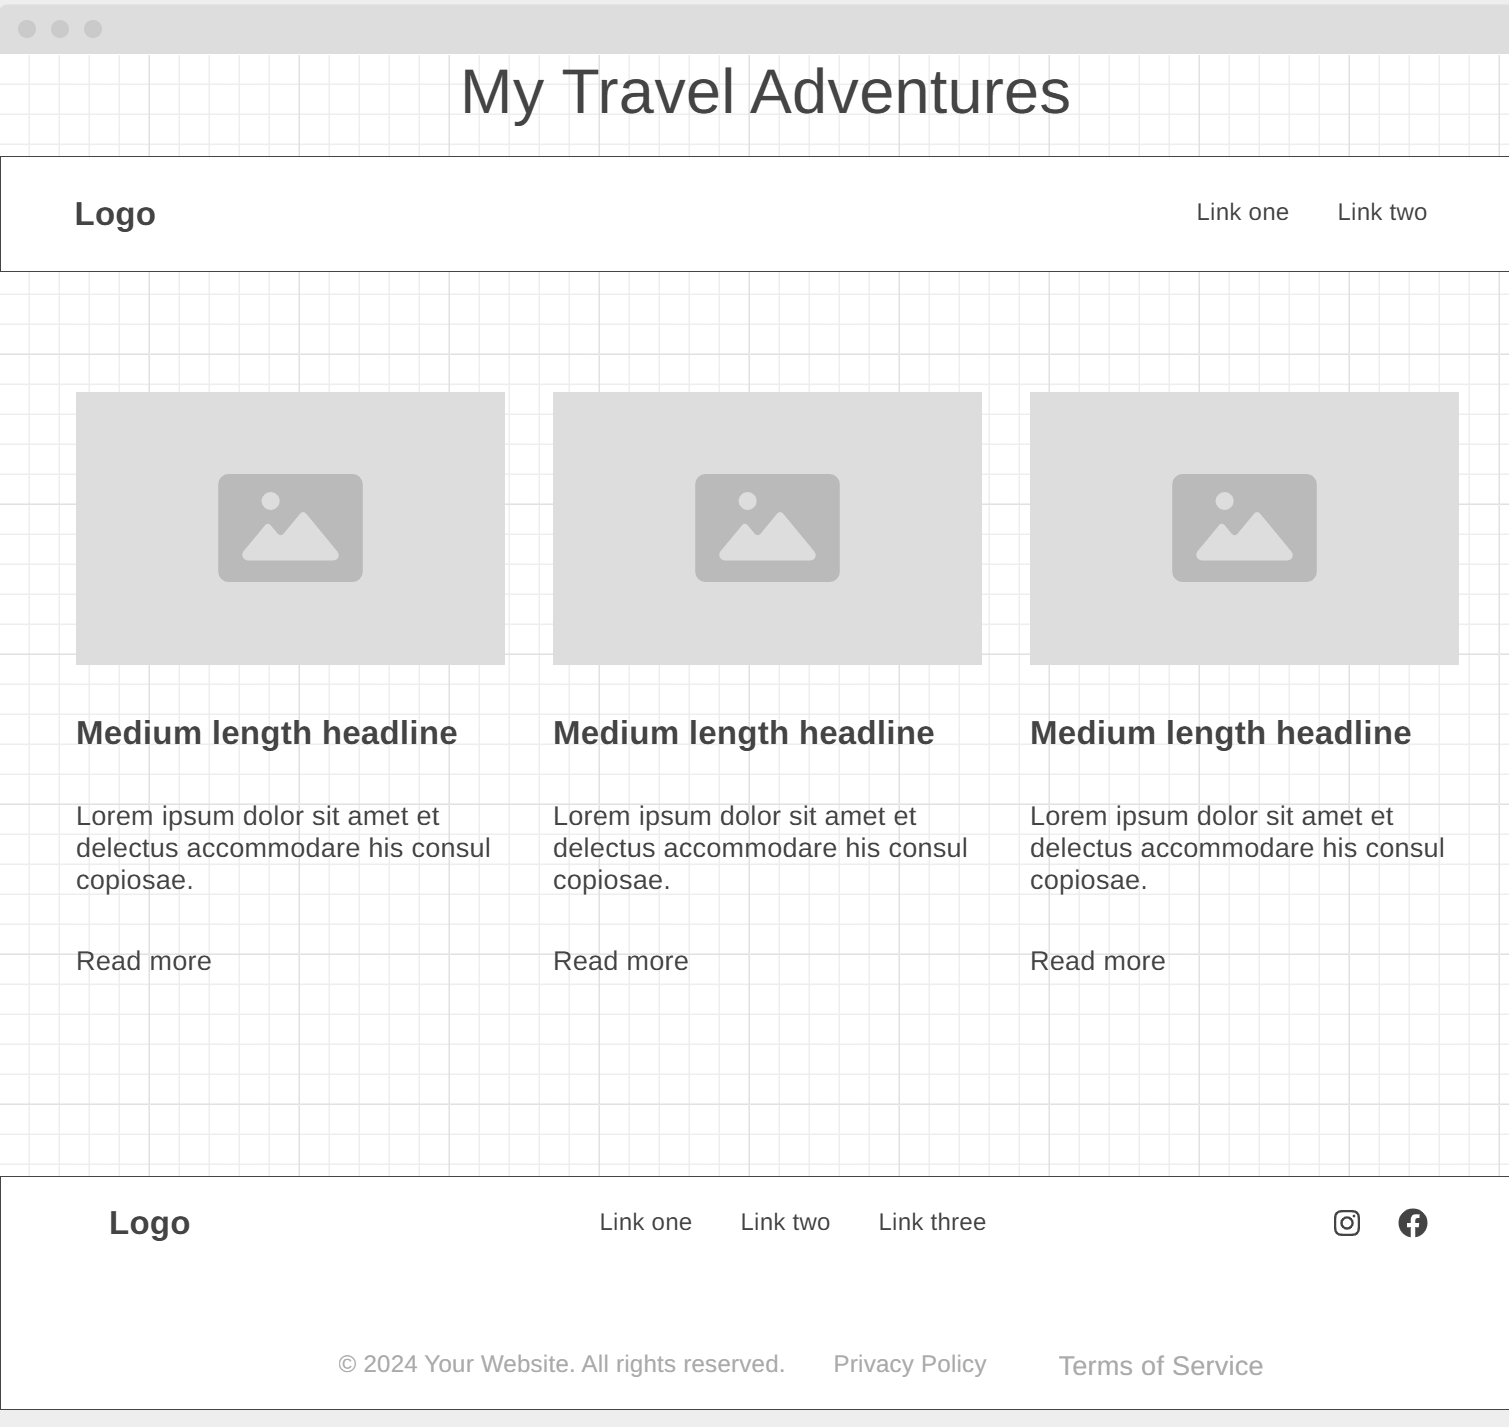 My Travel Adventures
Logo
Link one
Link two
Medium length headline
Lorem ipsum dolor sit amet et
delectus accommodare his consul
copiosae.
Read more
Medium length headline
Lorem ipsum dolor sit amet et
delectus accommodare his consul
copiosae.
Read more
Medium length headline
Lorem ipsum dolor sit amet et
delectus accommodare his consul
copiosae.
Read more
Logo
Link one
Link two
Link three
© 2024 Your Website. All rights reserved.
Privacy Policy
Terms of Service